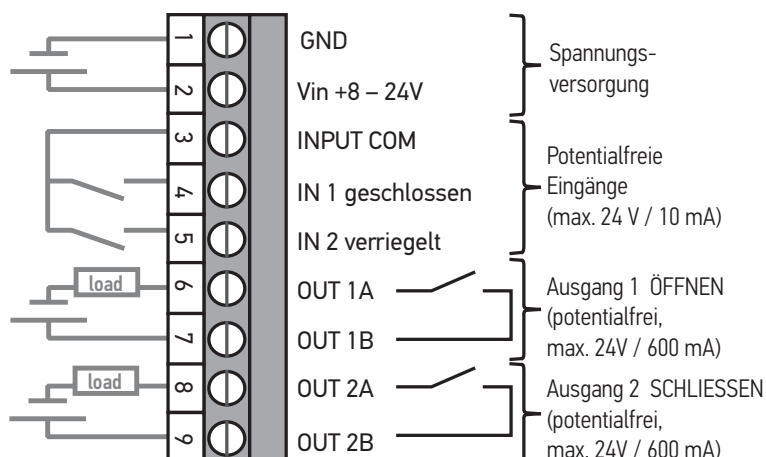 1 GND
2 Vin +8 – 24V
Spannungs-
versorgung
3 INPUT COM
4 IN 1 geschlossen
5 IN 2 verriegelt
Potentialfreie
Eingänge
(max. 24 V / 10 mA)
load
6 OUT 1A
7 OUT 1B
Ausgang 1 ÖFFNEN
(potentialfrei,
max. 24V / 600 mA)
load
8 OUT 2A
9 OUT 2B
Ausgang 2 SCHLIESSEN
(potentialfrei,
max. 24V / 600 mA)